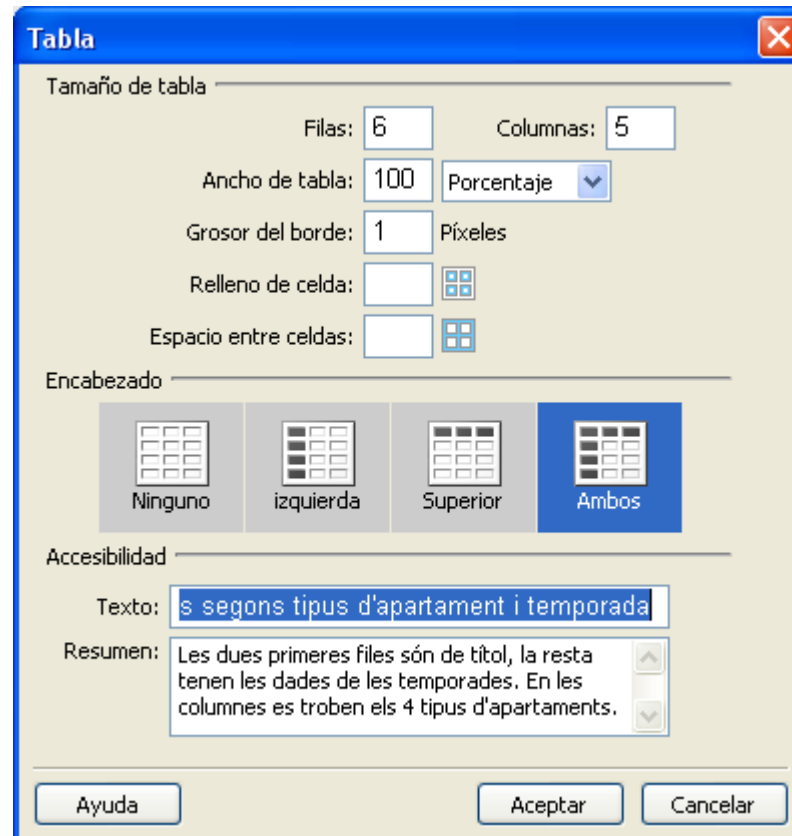 Tabla
Tamaño de tabla
Filas: 6 Columnas: 5
Ancho de tabla: 100 Porcentaje
Grosor del borde: 1 Píxeles
Relleno de celda:
Espacio entre celdas:
Encabezado
Ninguno izquierda Superior Ambos
Accesibilidad
Texto: s segons tipus d'apartament i temporada
Resumen: Les dues primeres files són de títol, la resta
tenen les dades de les temporades. En les
columnes es troben els 4 tipus d'apartaments.
Ayuda Aceptar Cancelar